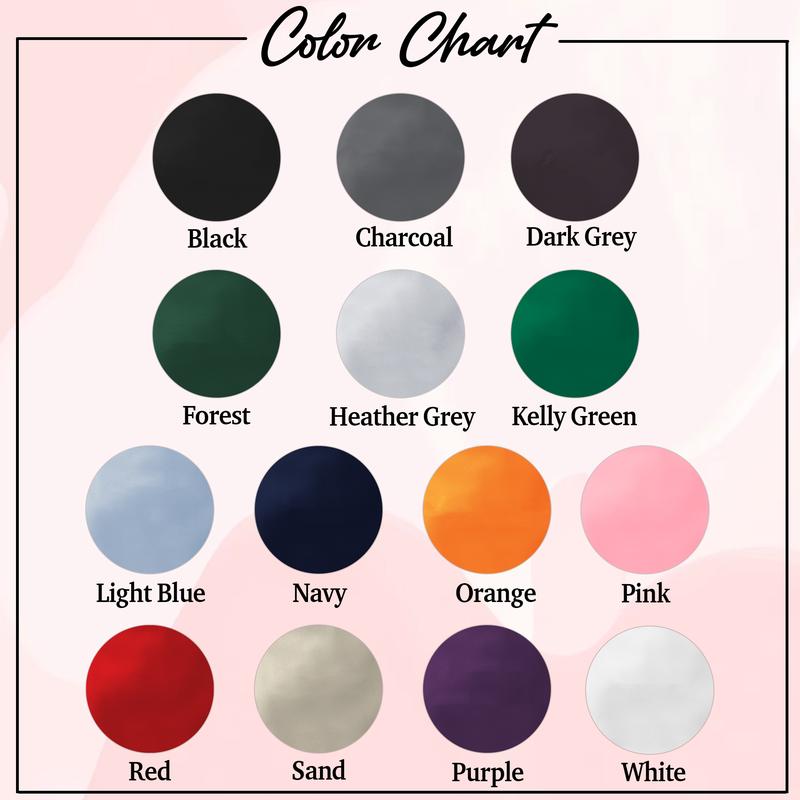 Color Chart
Black
Charcoal
Dark Grey
Forest
Heather Grey
Kelly Green
Light Blue
Navy
Orange
Pink
Red
Sand
Purple
White